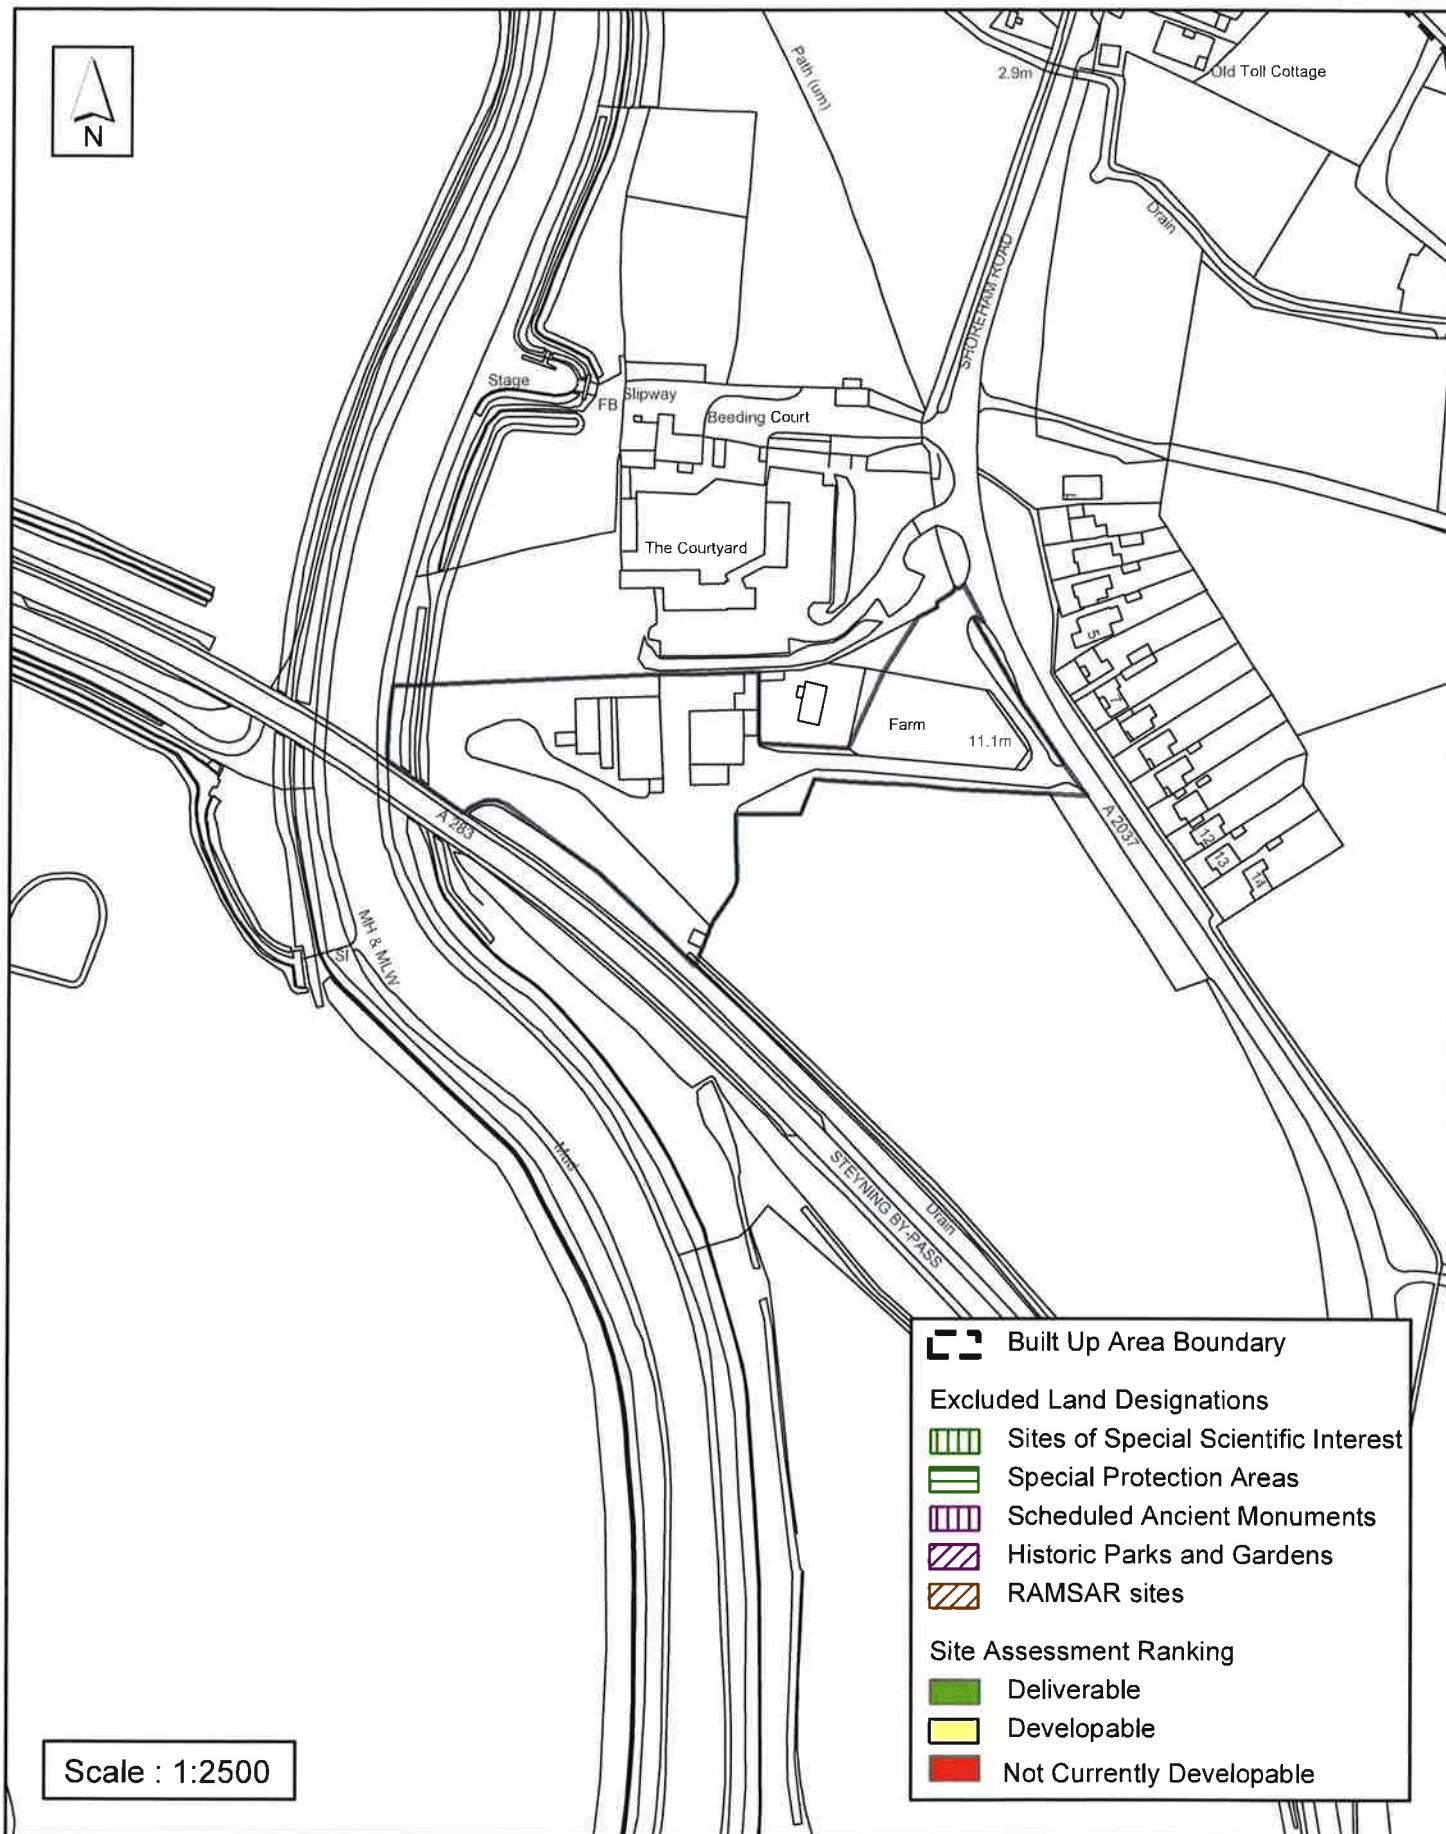 N
Path (um)
2.9m
Old Toll Cottage
Drain
SHOREHAM ROAD
Stage
FB
Slipway
Beeding Court
The Courtyard
5
7
Farm
11.1m
A 283
A 2037
12
13
14
MH & MLW
Sl
Mud
STEYNING BY-PASS
Drain
Built Up Area Boundary
Excluded Land Designations
Sites of Special Scientific Interest
Special Protection Areas
Scheduled Ancient Monuments
Historic Parks and Gardens
RAMSAR sites
Site Assessment Ranking
Deliverable
Developable
Not Currently Developable
Scale : 1:2500